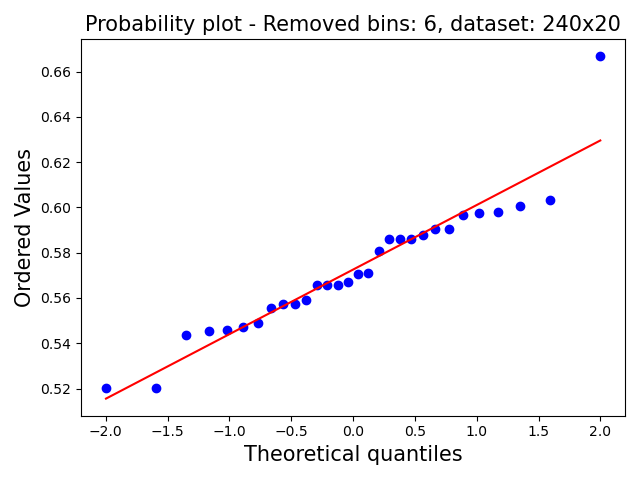 Probability plot - Removed bins: 6, dataset: 240x20
Ordered Values
0.66
0.64
0.62
0.60
0.58
0.56
0.54
0.52
−2.0 −1.5 −1.0 −0.5 0.0 0.5 1.0 1.5 2.0
Theoretical quantiles